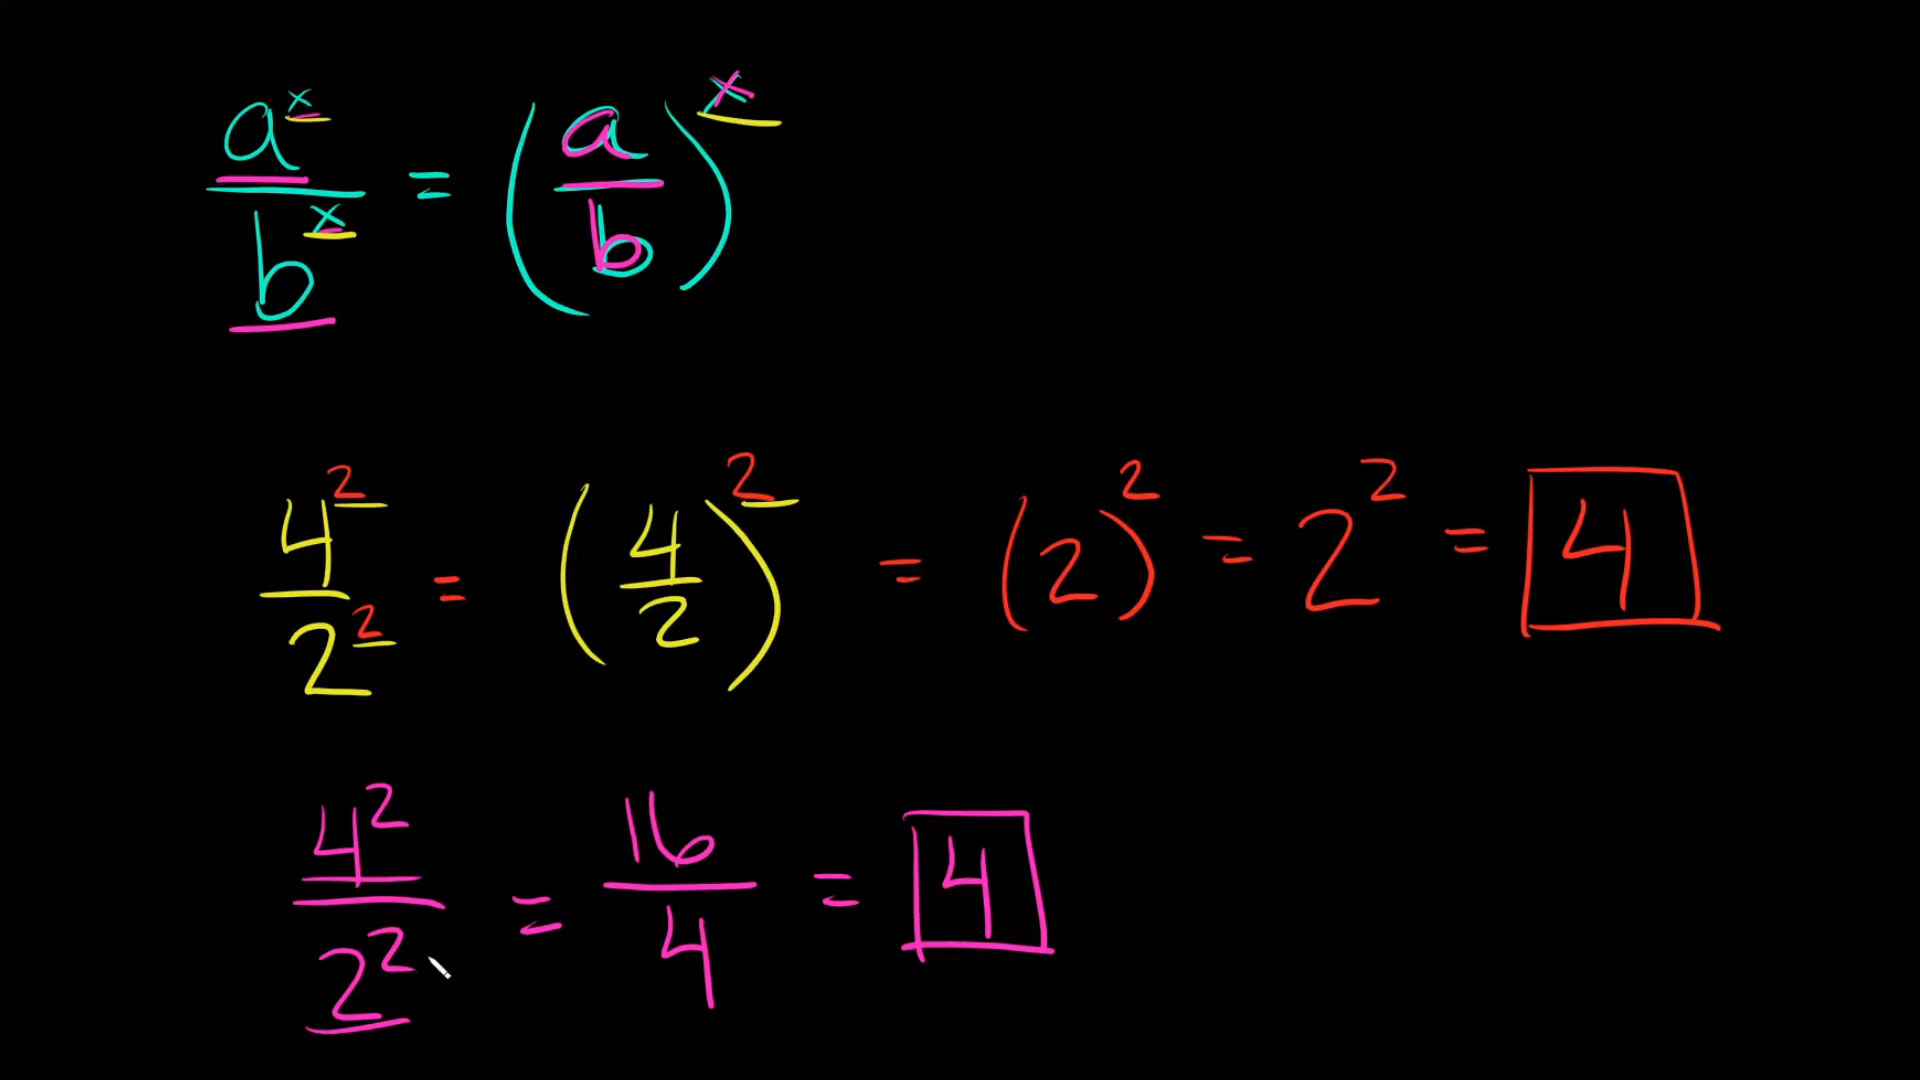 a^x / b^x = (a/b)^x
4^2 / 2^2 = (4/2)^2 = (2)^2 = 2^2 = 4
4^2 / 2^2 = 16/4 = 4